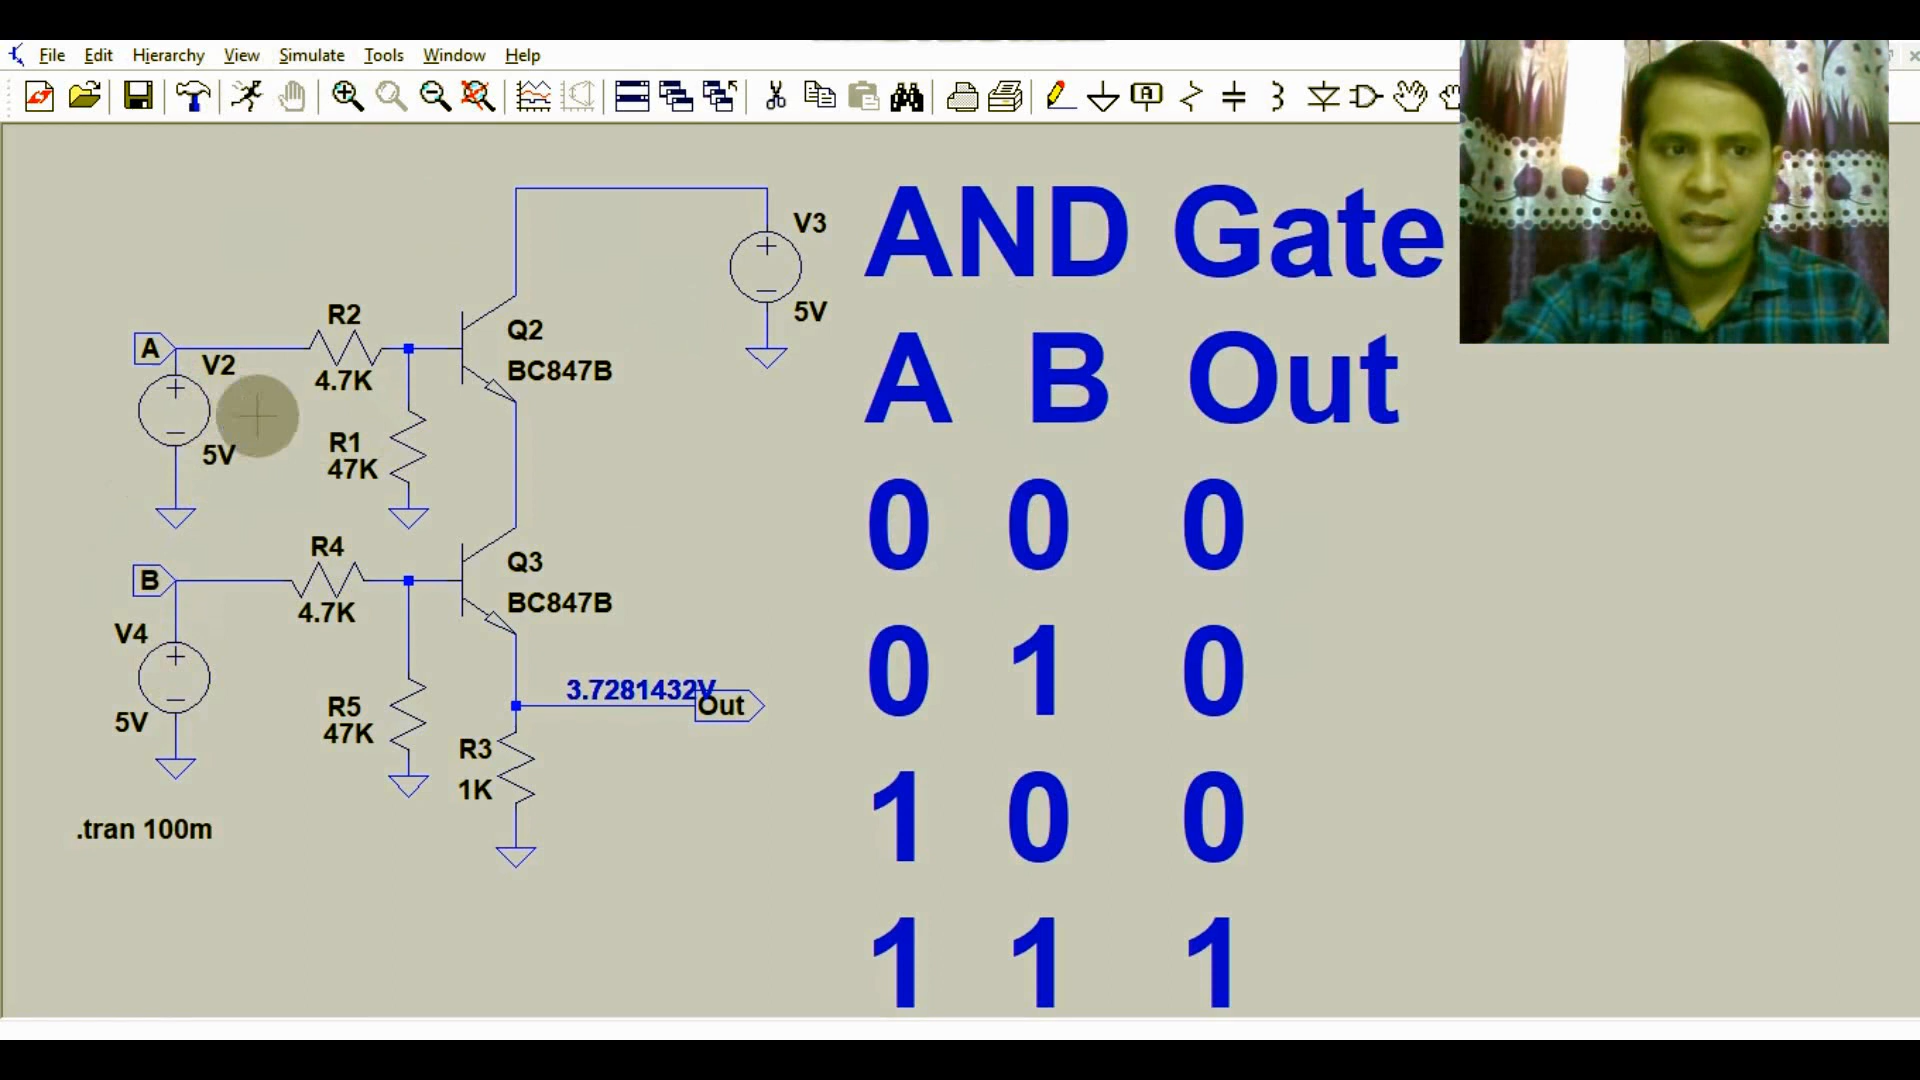 File Edit Hierarchy View Simulate Tools Window Help
A
V3
5V
AND Gate
A B Out
0 0 0
0 1 0
1 0 0
1 1 1
A
V2
5V
R2
4.7K
R1
47K
Q2
BC847B
B
V4
5V
R4
4.7K
R5
47K
Q3
BC847B
3.7281432V
Out
R3
1K
.tran 100m